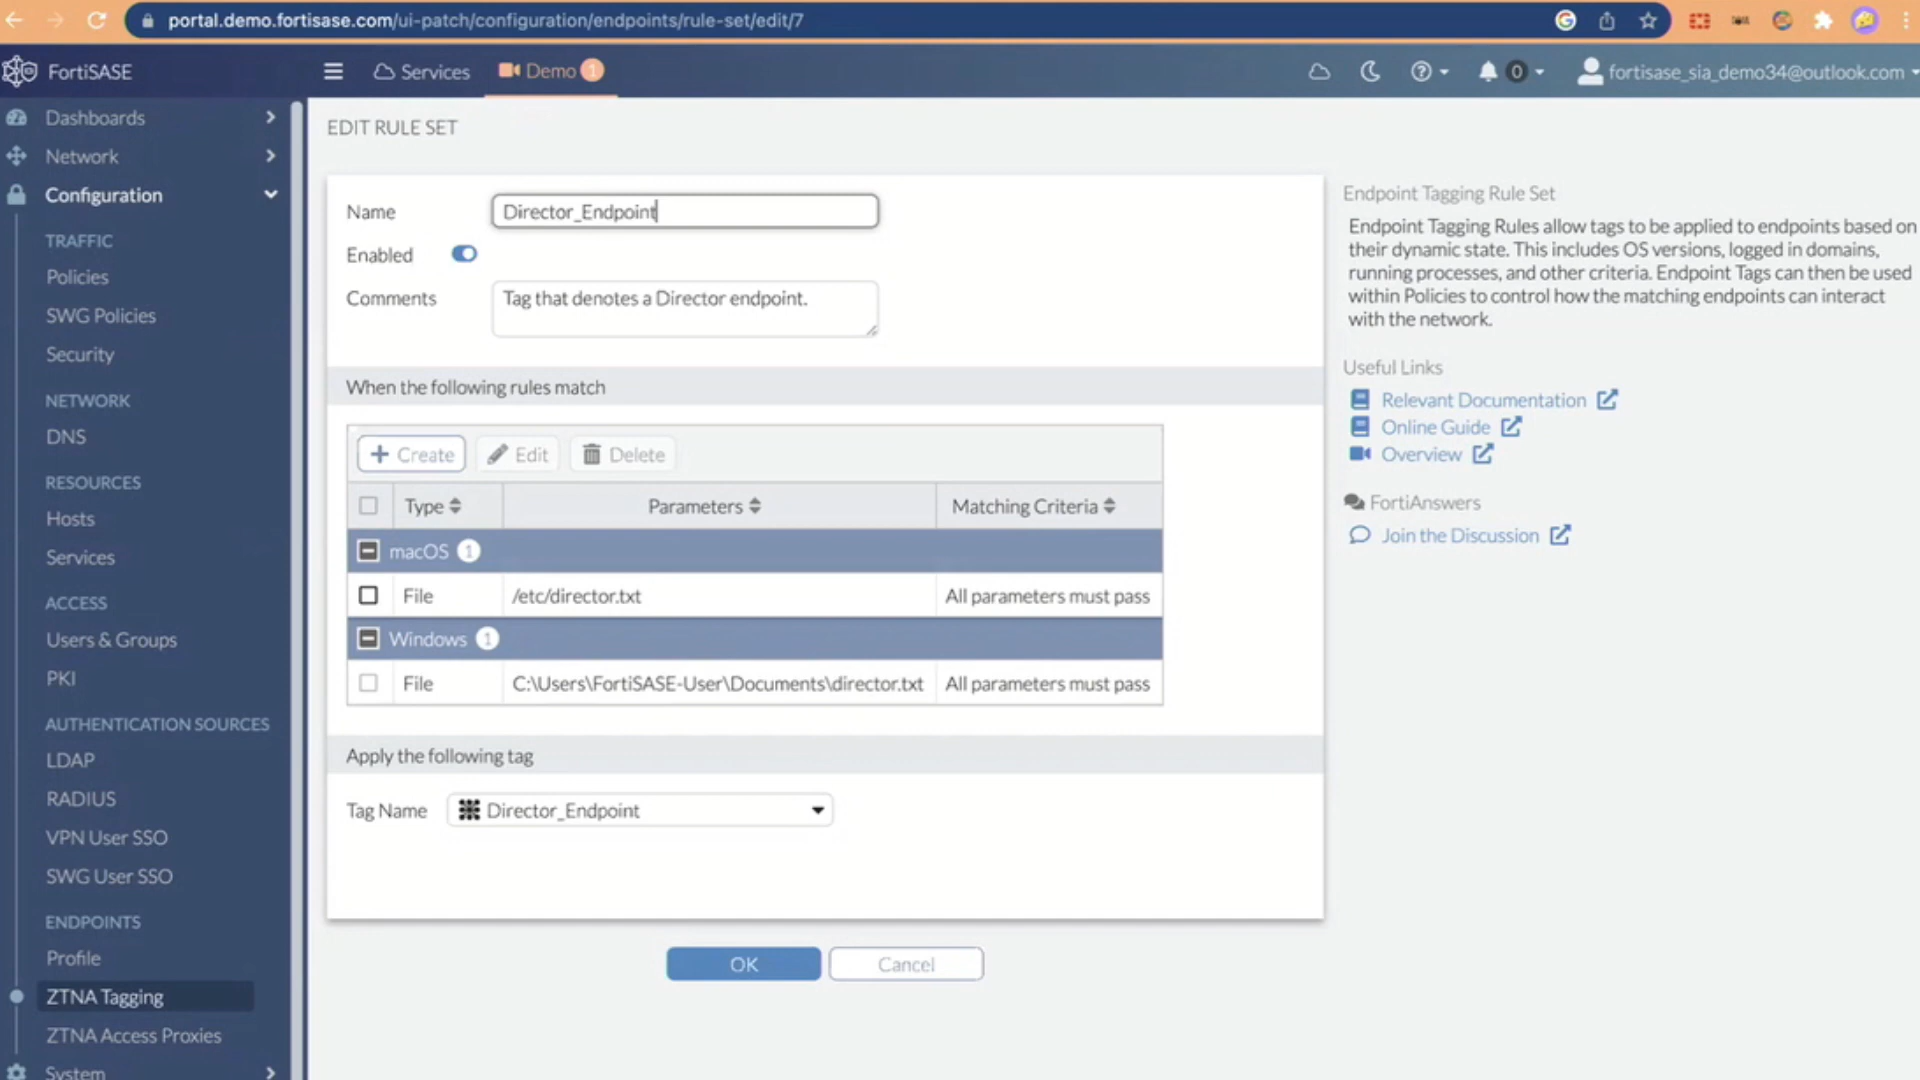 portal.demo.fortisase.com/ui-patch/configuration/endpoints/rule-set/edit/7
FortiSASE
Services
Demo 1
0
fortisase_sia_demo34@outlook.com
Dashboards
Network
Configuration
TRAFFIC
Policies
SWG Policies
Security
NETWORK
DNS
RESOURCES
Hosts
Services
ACCESS
Users & Groups
PKI
AUTHENTICATION SOURCES
LDAP
RADIUS
VPN User SSO
SWG User SSO
ENDPOINTS
Profile
ZTNA Tagging
ZTNA Access Proxies
System
EDIT RULE SET
Name Director_Endpoint
Enabled
Comments Tag that denotes a Director endpoint.
When the following rules match
+ Create Edit Delete
Type Parameters Matching Criteria
macOS 1
File /etc/director.txt All parameters must pass
Windows 1
File C:\Users\FortiSASE-User\Documents\director.txt All parameters must pass
Apply the following tag
Tag Name Director_Endpoint
OK Cancel
Endpoint Tagging Rule Set
Endpoint Tagging Rules allow tags to be applied to endpoints based on
their dynamic state. This includes OS versions, logged in domains,
running processes, and other criteria. Endpoint Tags can then be used
within Policies to control how the matching endpoints can interact
with the network.
Useful Links
Relevant Documentation
Online Guide
Overview
FortiAnswers
Join the Discussion